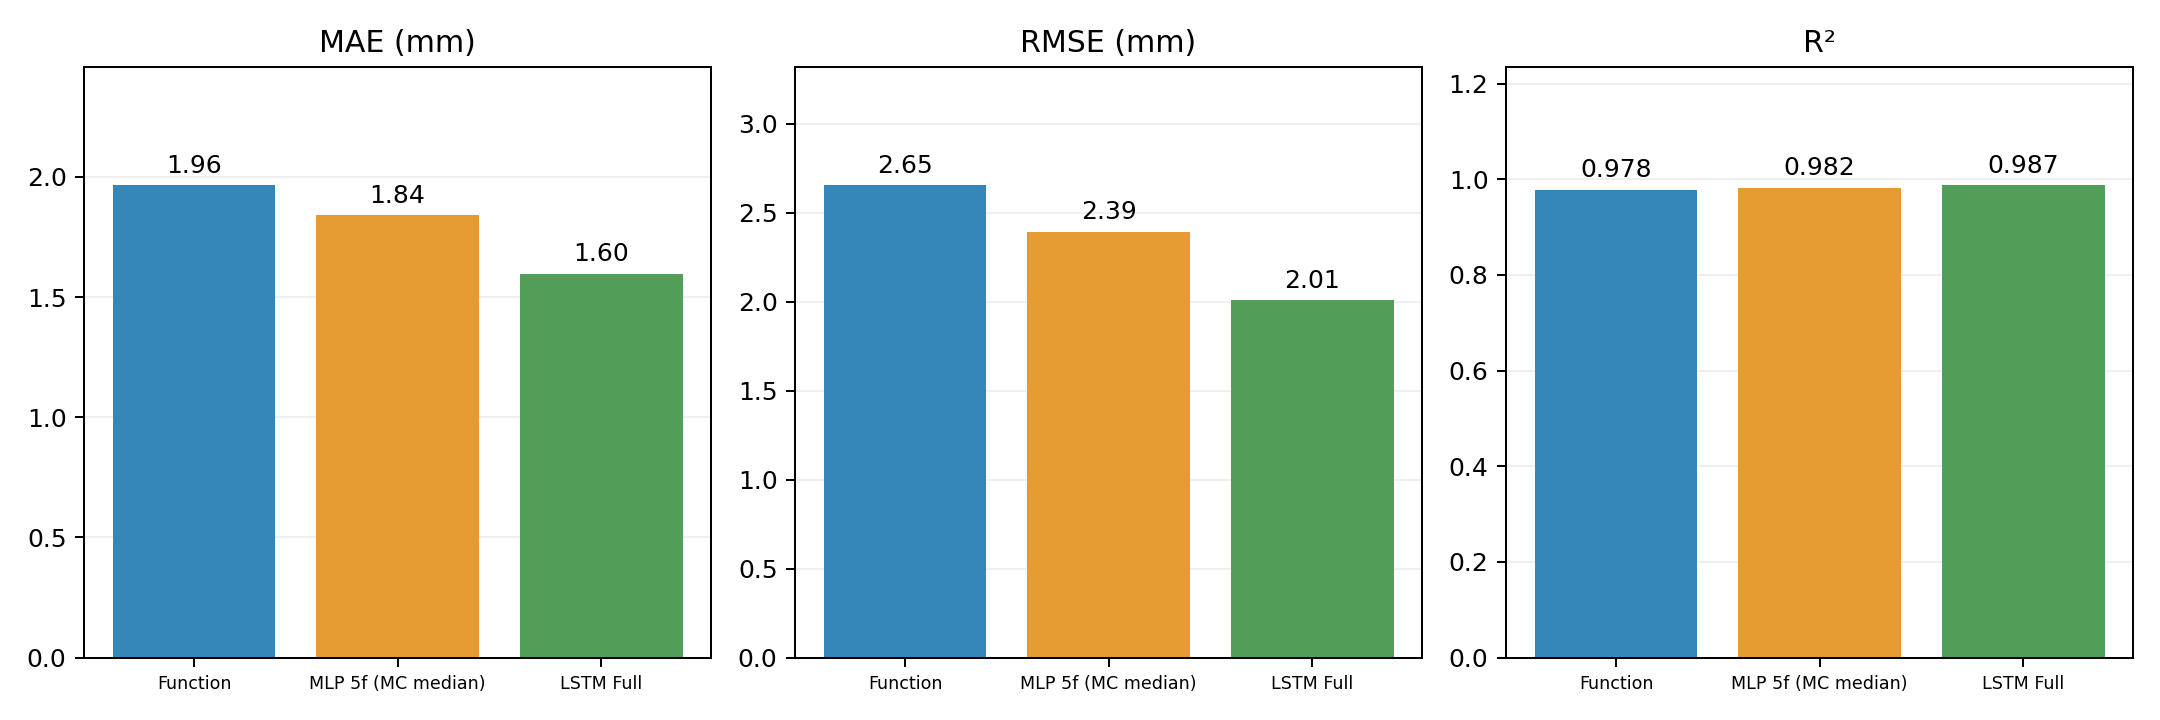 MAE (mm)
2.0
1.5
1.0
0.5
0.0
1.96
1.84
1.60
Function
MLP 5f (MC median)
LSTM Full
RMSE (mm)
3.0
2.5
2.0
1.5
1.0
0.5
0.0
2.65
2.39
2.01
Function
MLP 5f (MC median)
LSTM Full
R²
1.2
1.0
0.8
0.6
0.4
0.2
0.0
0.978
0.982
0.987
Function
MLP 5f (MC median)
LSTM Full